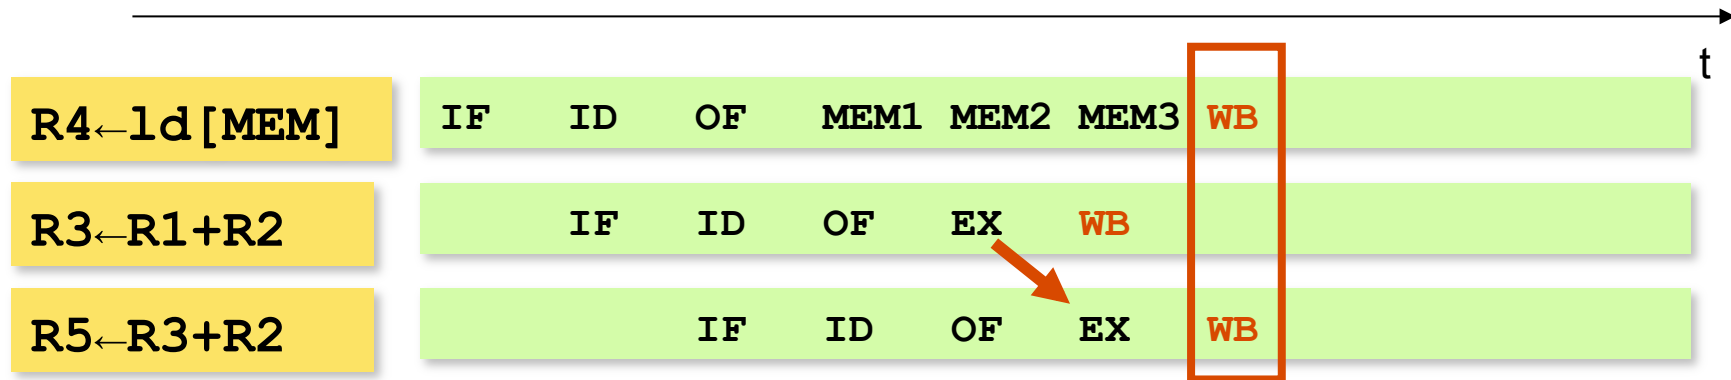 t
R4←ld[MEM] IF ID OF MEM1 MEM2 MEM3 WB
R3←R1+R2 IF ID OF EX WB
R5←R3+R2 IF ID OF EX WB